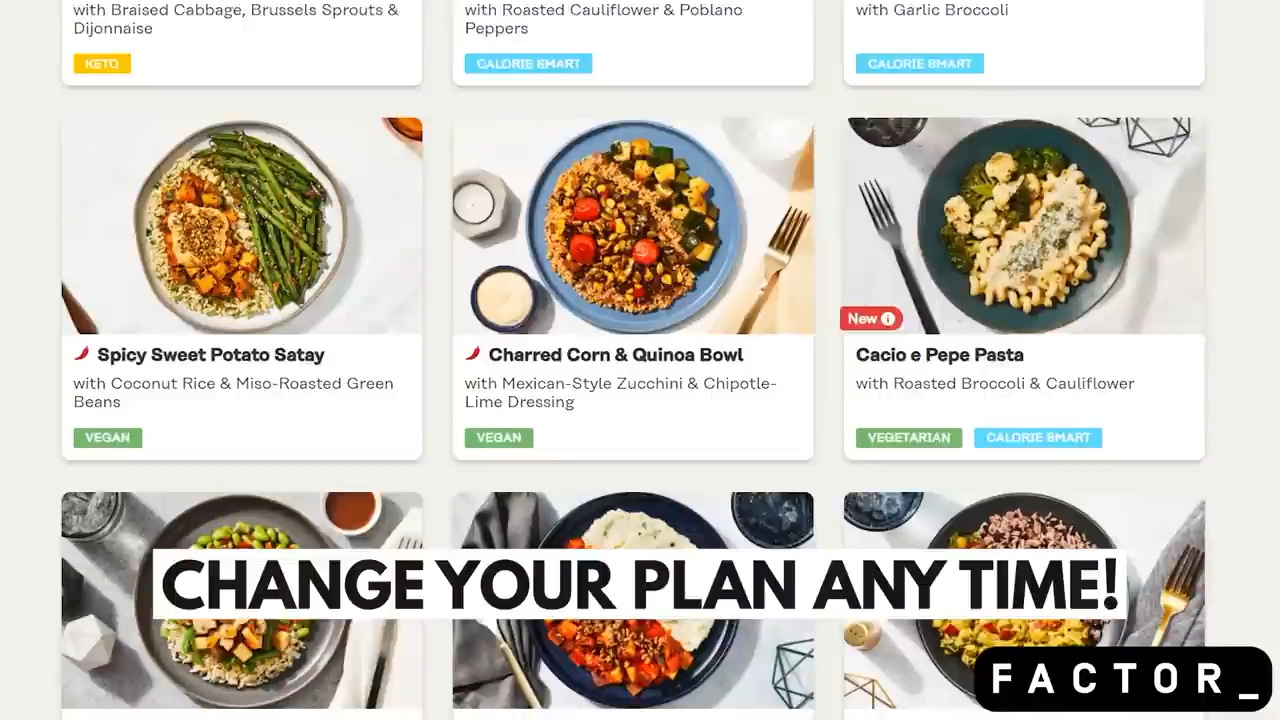 with Braised Cabbage, Brussels Sprouts &
Dijonnaise
KETO
with Roasted Cauliflower & Poblano
Peppers
CALORIE SMART
with Garlic Broccoli
CALORIE SMART
Spicy Sweet Potato Satay
with Coconut Rice & Miso-Roasted Green
Beans
VEGAN
Charred Corn & Quinoa Bowl
with Mexican-Style Zucchini & Chipotle-
Lime Dressing
VEGAN
New
Cacio e Pepe Pasta
with Roasted Broccoli & Cauliflower
VEGETARIAN
CALORIE SMART
CHANGE YOUR PLAN ANY TIME!
FACTOR_